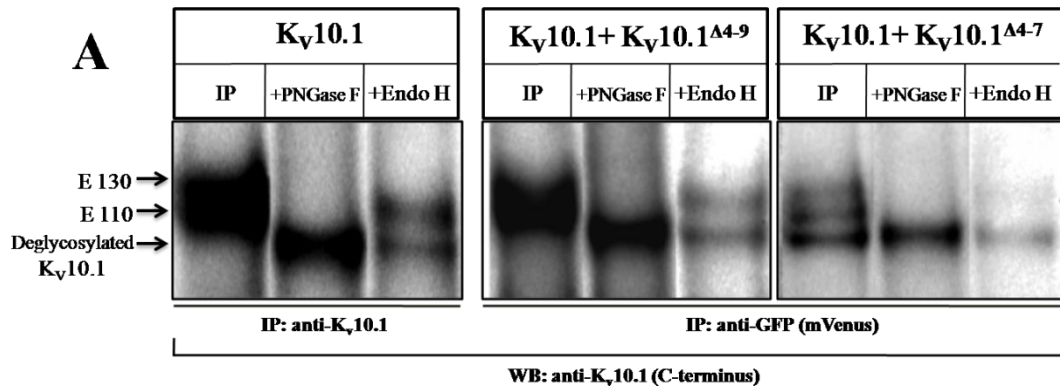 A
Kv10.1
Kv10.1+ Kv10.1Δ4-9
Kv10.1+ Kv10.1Δ4-7
IP +PNGase F +Endo H
IP +PNGase F +Endo H
IP +PNGase F +Endo H
E 130
E 110
Deglycosylated
Kv10.1
IP: anti-Kv10.1
IP: anti-GFP (mVenus)
WB: anti-Kv10.1 (C-terminus)